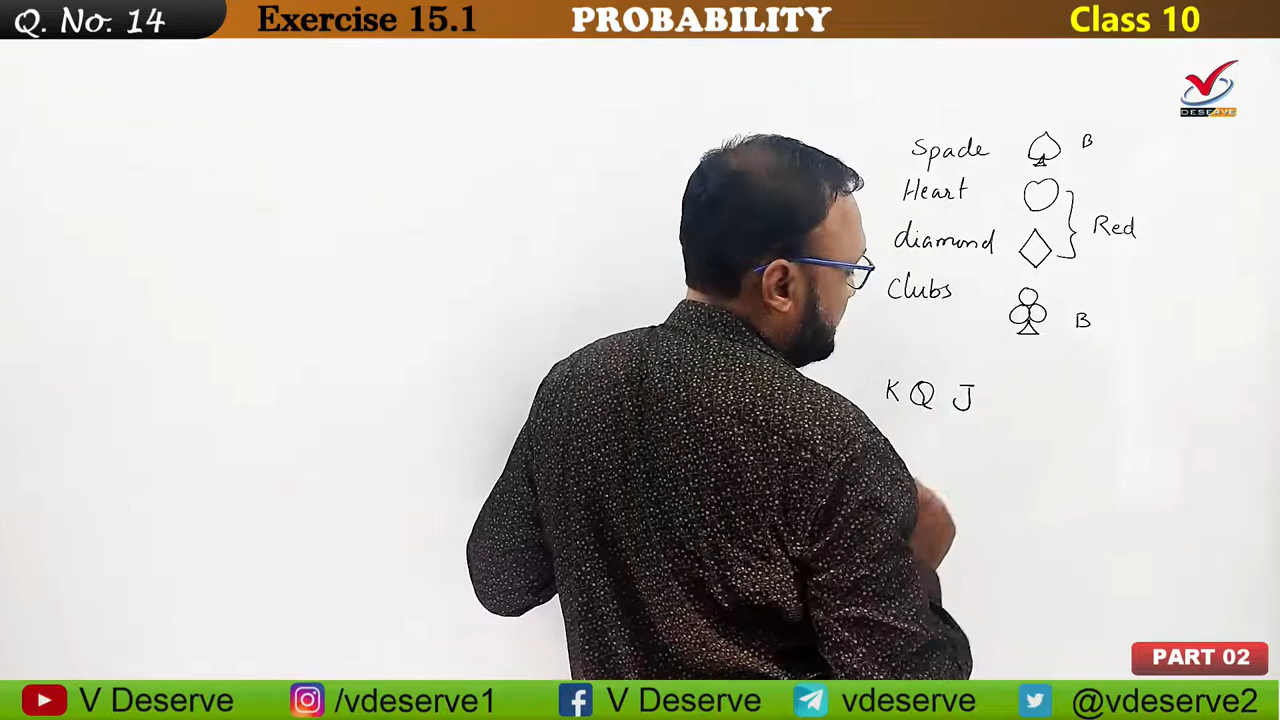 Q. No. 14 Exercise 15.1 PROBABILITY Class 10
DESERVE
Spade B
Heart
Red
diamond
Clubs
B
K Q J
PART 02
V Deserve /vdeserve1 V Deserve vdeserve @vdeserve2